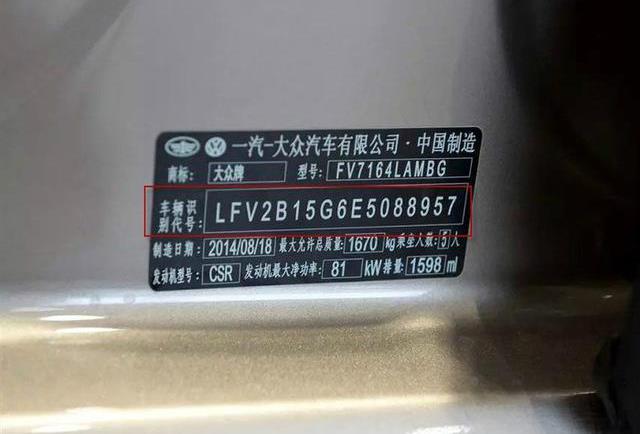 一汽-大众汽车有限公司·中国制造
商标: 大众牌 型号: FV7164LAMBG
车辆识别代号: LFV2B15G6E5088957
制造日期 2014/08/18 最大允许总质量 1670 kg 乘坐人数 5 人
发动机型号: CSR 发动机最大净功率: 81 kW 排量: 1598 ml